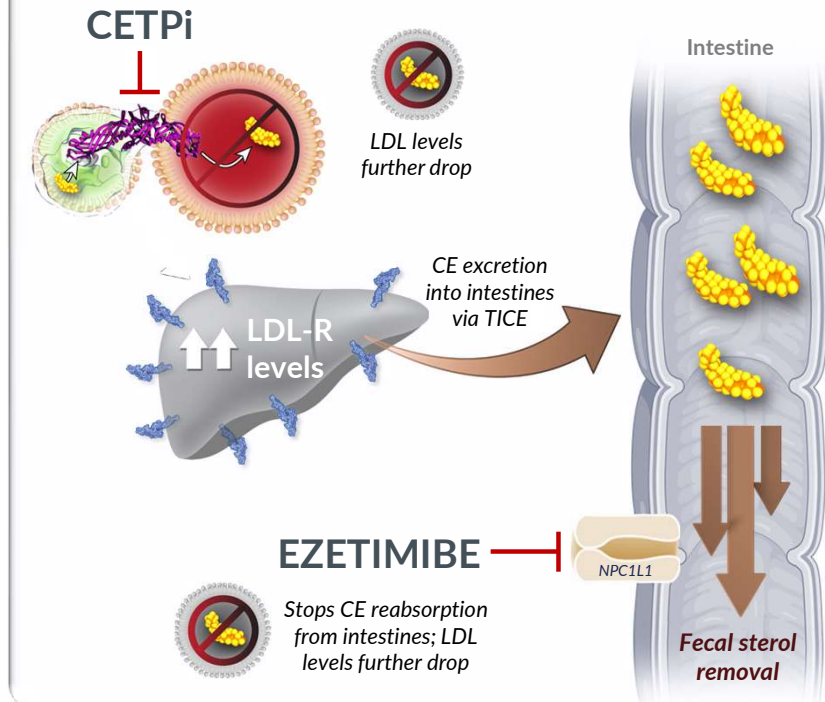 CETPi
Intestine
LDL levels
further drop
CE excretion
into intestines
via TICE
LDL-R
levels
EZETIMIBE
NPC1L1
Stops CE reabsorption
from intestines; LDL
levels further drop
Fecal sterol
removal